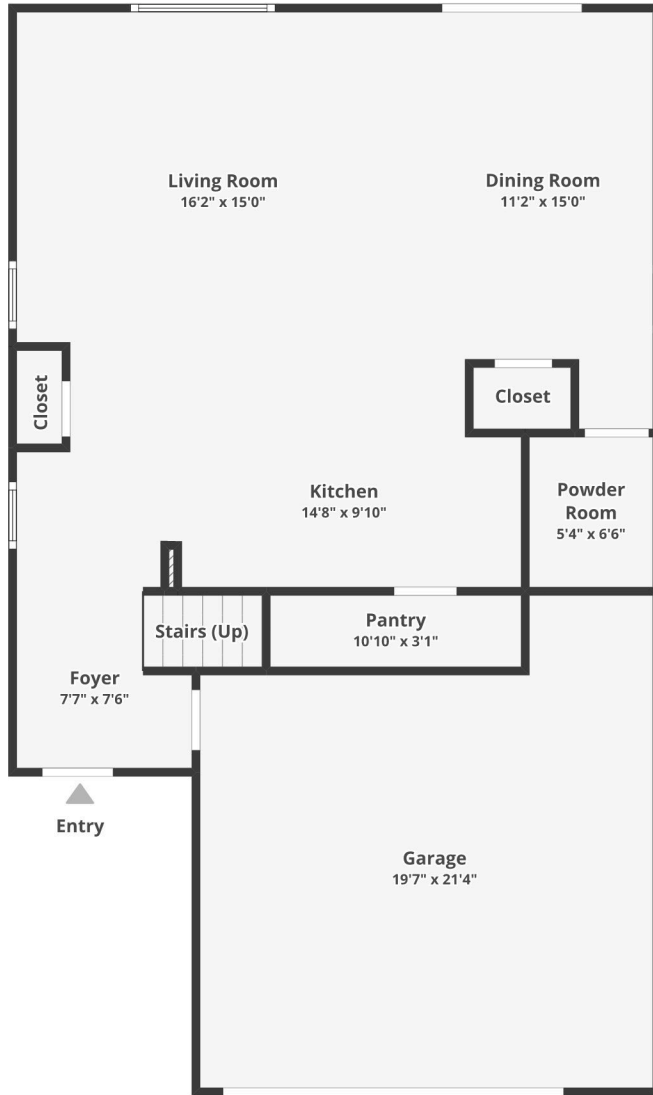 Living Room
16'2" x 15'0"
Dining Room
11'2" x 15'0"
Closet
Closet
Kitchen
14'8" x 9'10"
Powder
Room
5'4" x 6'6"
Stairs (Up)
Pantry
10'10" x 3'1"
Foyer
7'7" x 7'6"
Entry
Garage
19'7" x 21'4"